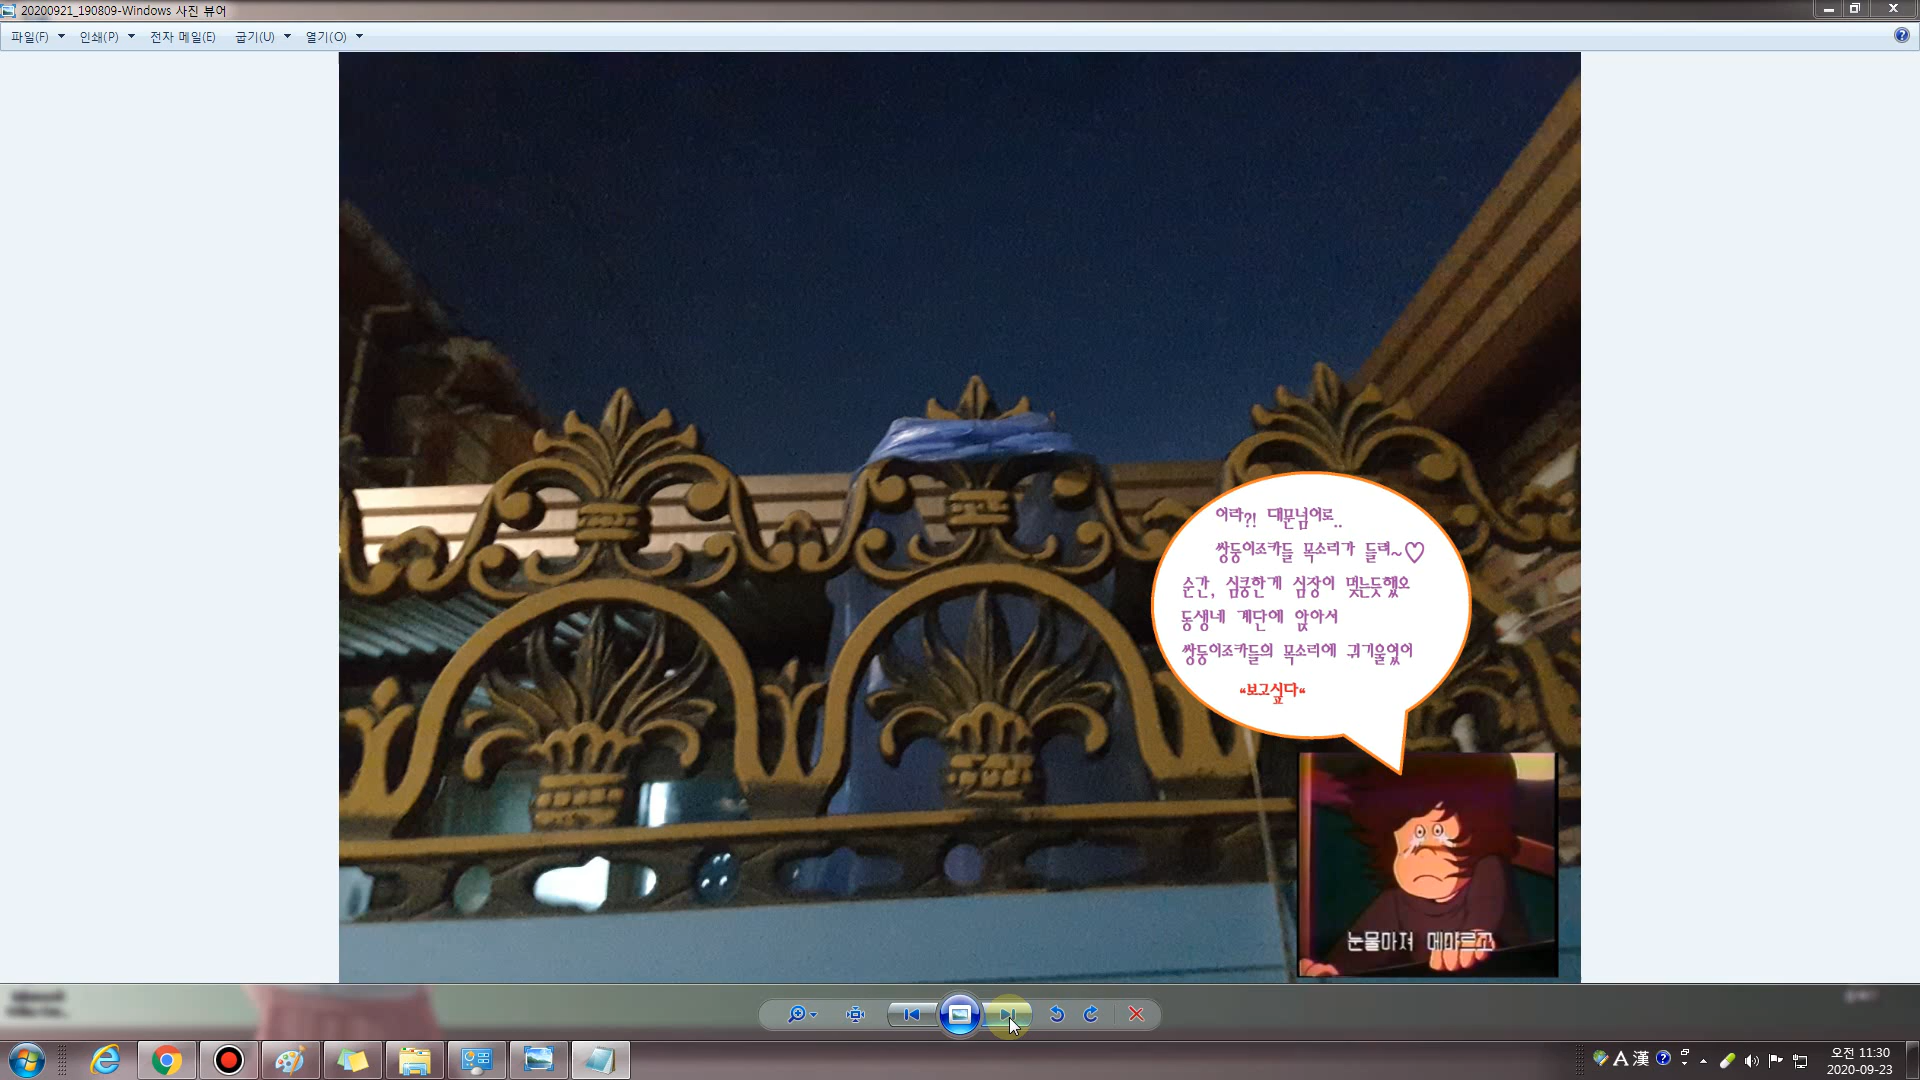 20200921_190809-Windows 사진 뷰어
파일(F) 인쇄(P) 전자 메일(E) 굽기(U) 열기(O)
어라?! 대문넘어로..
쌍둥이조카들 목소리가 들려~♡
순간, 심쿵한게 심장이 멎는듯했오
동생네 계단에 앉아서
쌍둥이조카들의 목소리에 귀기울였어
“보고싶다“
눈물마져 메마르고
A 漢
오전 11:30
2020-09-23